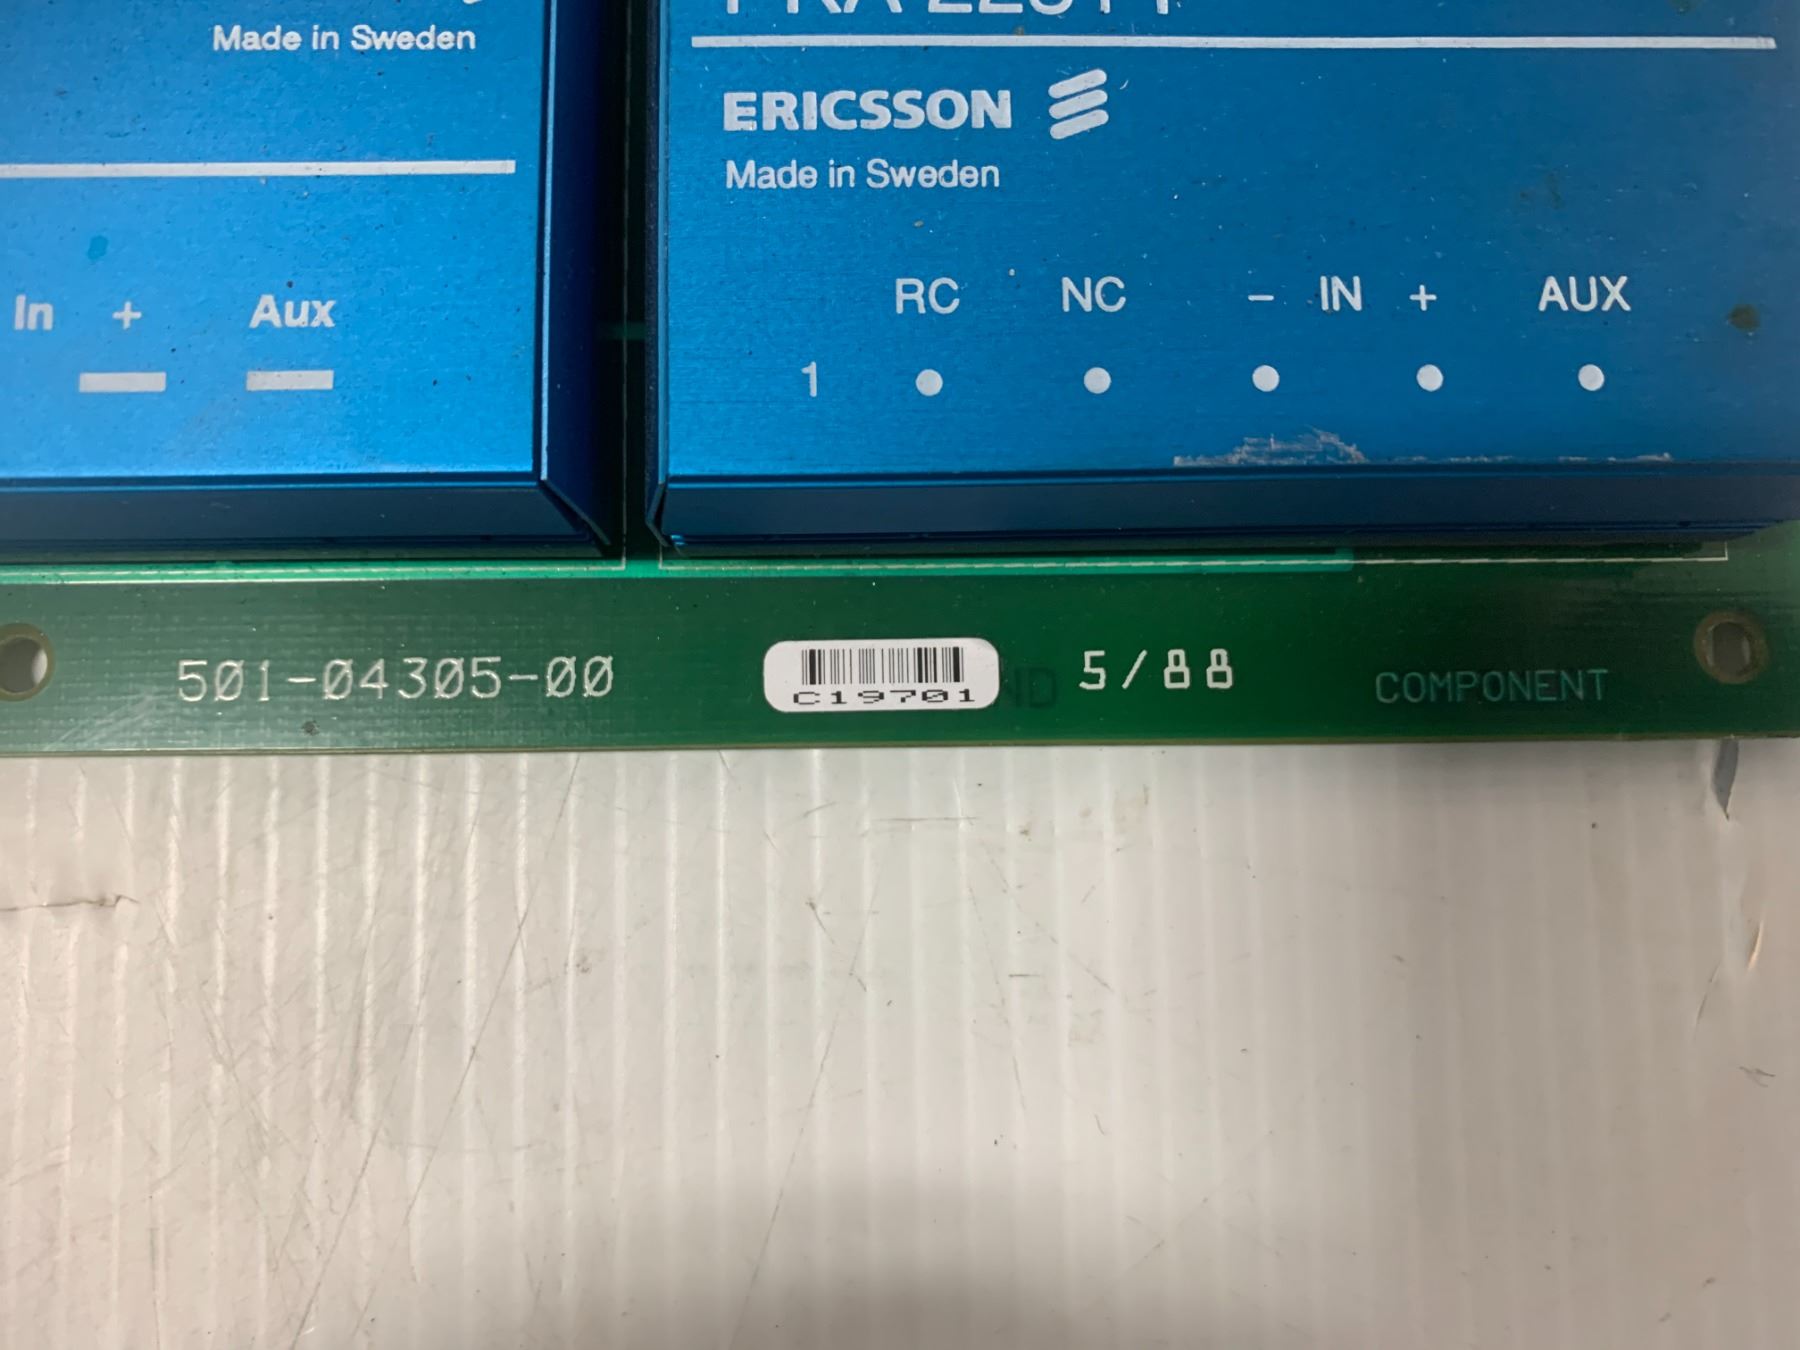 Made in Sweden
In + Aux
ERICSSON
Made in Sweden
RC NC - IN + AUX
1
501-04305-00
C19701
5/88
COMPONENT